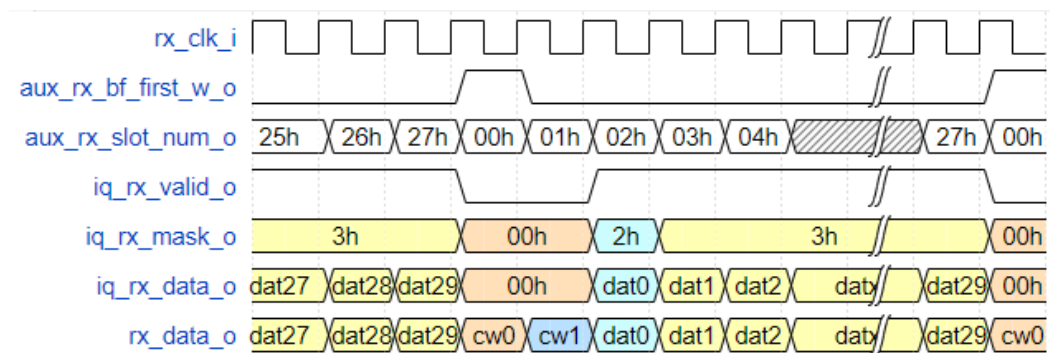 rx_clk_i
aux_rx_bf_first_w_o
aux_rx_slot_num_o 25h 26h 27h 00h 01h 02h 03h 04h 27h 00h
iq_rx_valid_o
iq_rx_mask_o 3h 00h 2h 3h 00h
iq_rx_data_o dat27 dat28 dat29 00h dat0 dat1 dat2 datx dat29 00h
rx_data_o dat27 dat28 dat29 cw0 cw1 dat0 dat1 dat2 datx dat29 cw0